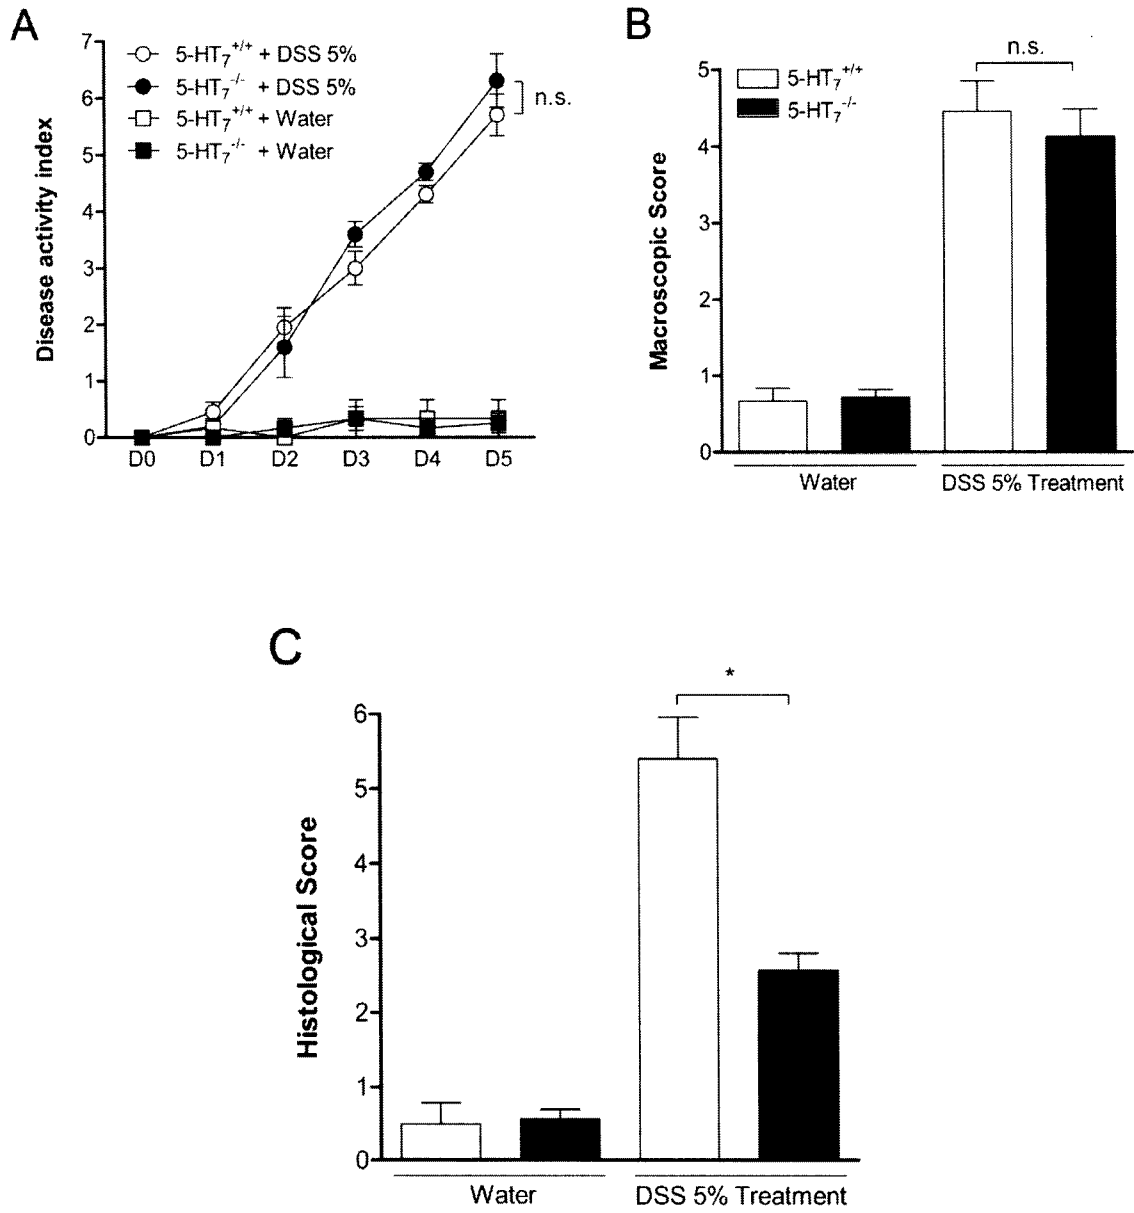 A
7
6
5
4
3
2
1
0
Disease activity index
5-HT7+/+ + DSS 5%
5-HT7-/- + DSS 5%
5-HT7+/+ + Water
5-HT7-/- + Water
n.s.
D0 D1 D2 D3 D4 D5
B
5
4
3
2
1
0
Macroscopic Score
5-HT7+/+
5-HT7-/-
n.s.
Water DSS 5% Treatment
C
6
5
4
3
2
1
0
Histological Score
*
Water DSS 5% Treatment